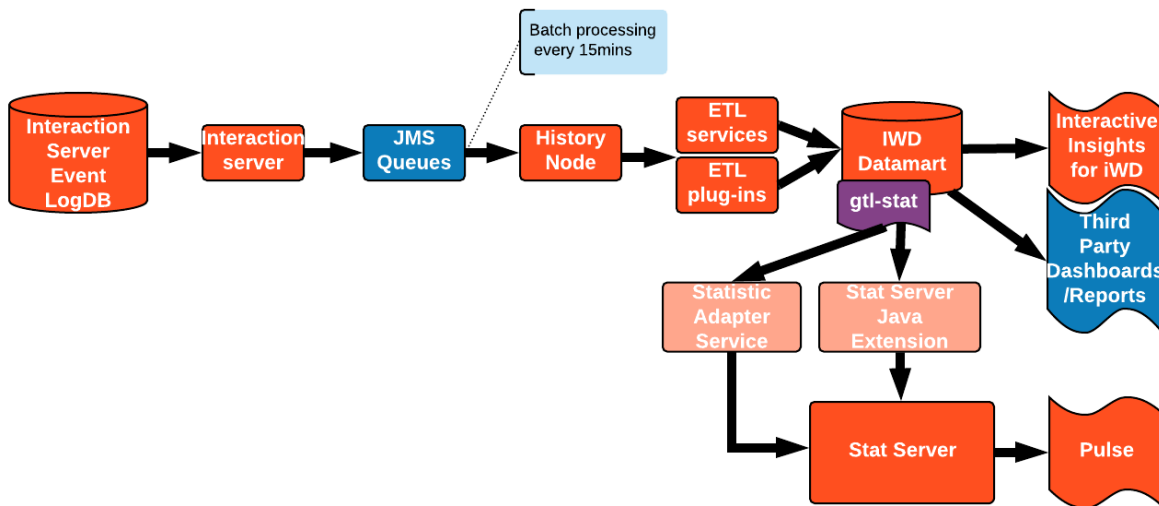 Batch processing
every 15mins
Interaction
Server
Event
LogDB
Interaction
server
JMS
Queues
History
Node
ETL
services
ETL
plug-ins
IWD
Datamart
gtl-stat
Interactive
Insights
for iWD
Third
Party
Dashboards
/Reports
Statistic
Adapter
Service
Stat Server
Java
Extension
Stat Server
Pulse